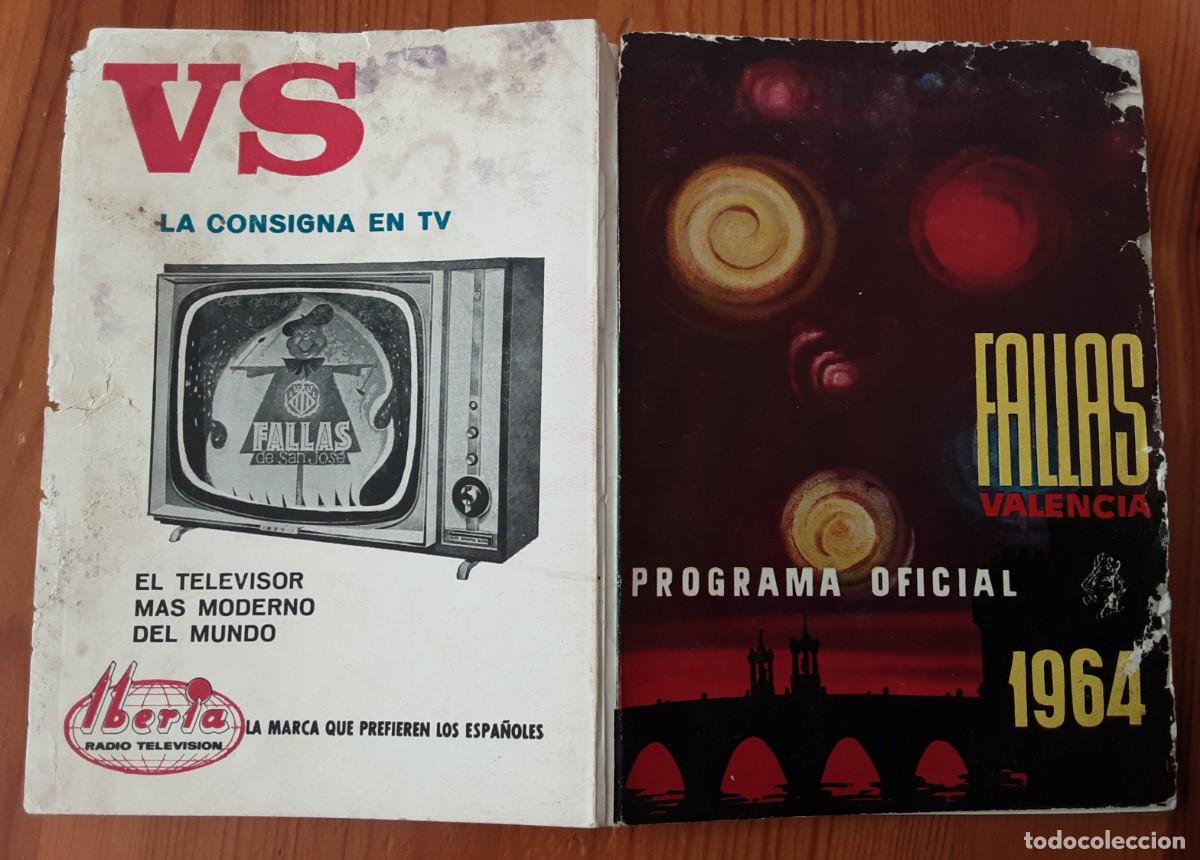 VS
LA CONSIGNA EN TV
FALLAS
de San José
EL TELEVISOR
MAS MODERNO
DEL MUNDO
Iberia
RADIO TELEVISION
LA MARCA QUE PREFIEREN LOS ESPAÑOLES
FALLAS
VALENCIA
PROGRAMA OFICIAL
1964
todocoleccion